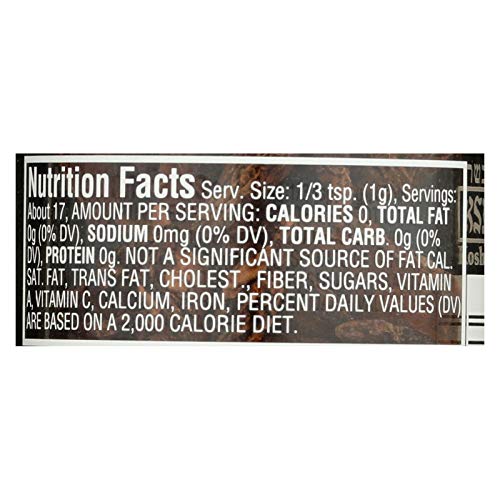 Nutrition Facts Serv. Size: 1/3 tsp. (1g), Servings:
About 17, AMOUNT PER SERVING: CALORIES 0, TOTAL FAT
0g (0% DV), SODIUM 0mg (0% DV), TOTAL CARB. 0g (0%
DV), PROTEIN 0g. NOT A SIGNIFICANT SOURCE OF FAT CAL.
SAT. FAT, TRANS FAT, CHOLEST., FIBER, SUGARS, VITAMIN
A, VITAMIN C, CALCIUM, IRON, PERCENT DAILY VALUES (DV)
ARE BASED ON A 2,000 CALORIE DIET.